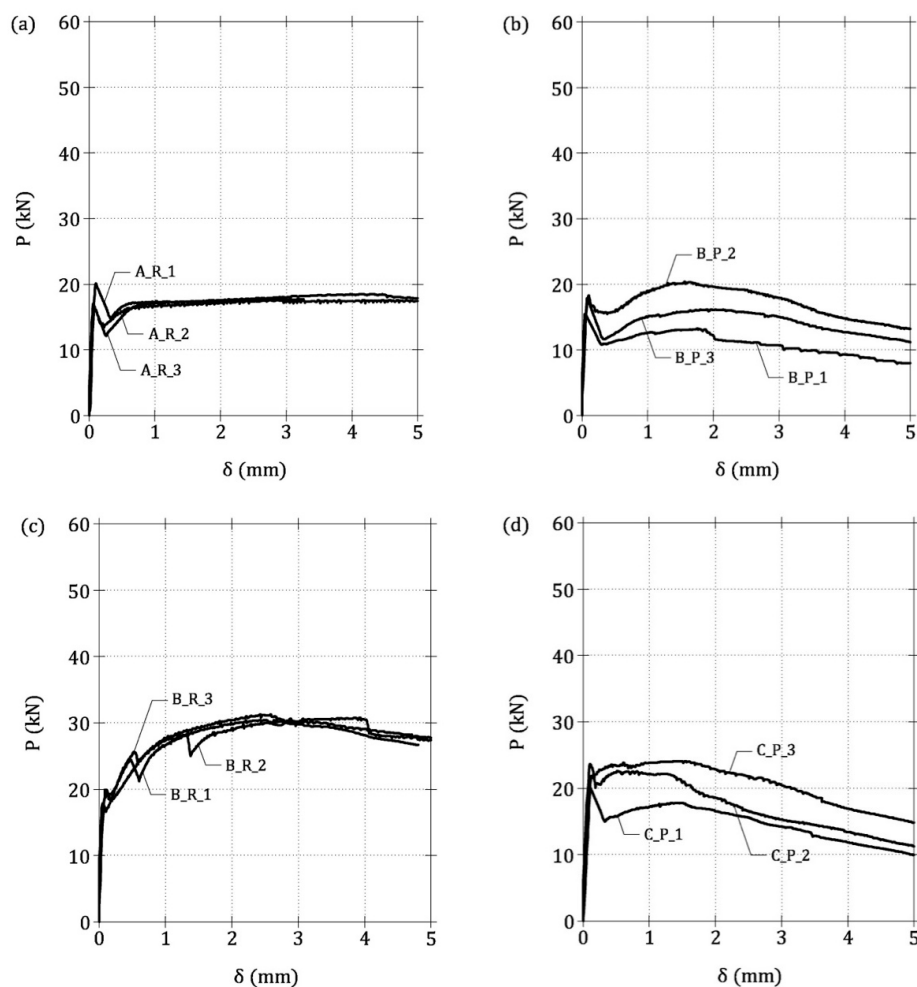 (a)
60
50
40
30
20
10
0
P (kN)
A_R_1
A_R_2
A_R_3
0 1 2 3 4 5
δ (mm)
(b)
60
50
40
30
20
10
0
P (kN)
B_P_2
B_P_3
B_P_1
0 1 2 3 4 5
δ (mm)
(c)
60
50
40
30
20
10
0
P (kN)
B_R_3
B_R_2
B_R_1
0 1 2 3 4 5
δ (mm)
(d)
60
50
40
30
20
10
0
P (kN)
C_P_3
C_P_1
C_P_2
0 1 2 3 4 5
δ (mm)